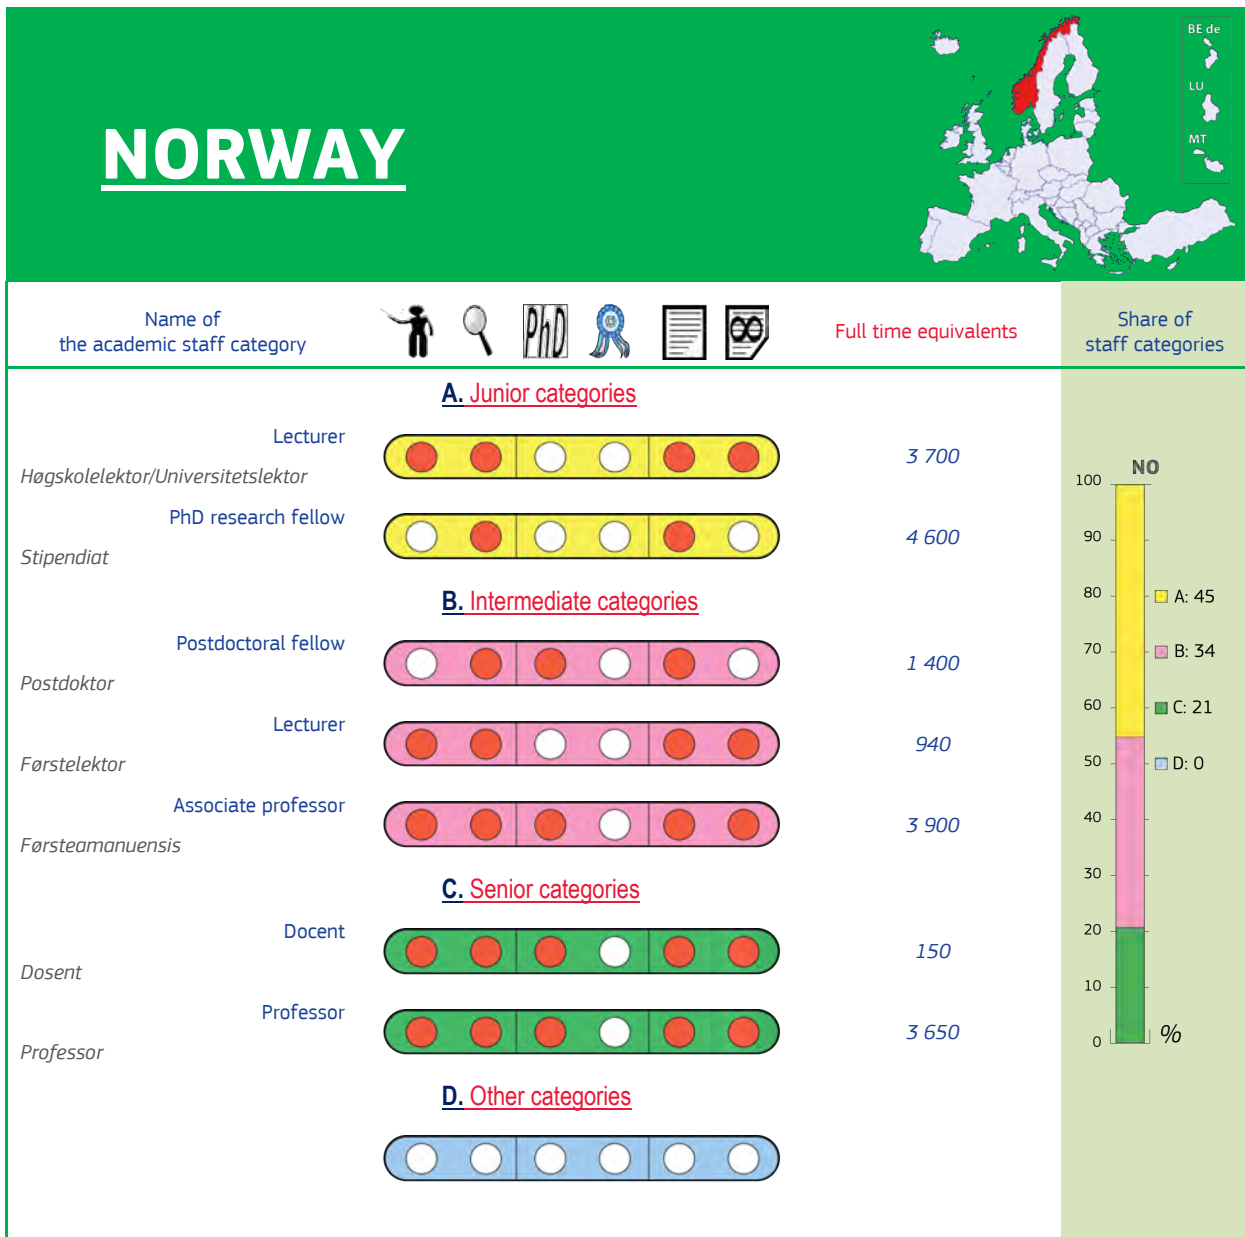 NORWAY
BE de
LU
MT
Name of
the academic staff category
PhD
Full time equivalents
Share of
staff categories
A. Junior categories
Lecturer
Høgskolelektor/Universitetslektor
3 700
PhD research fellow
Stipendiat
4 600
B. Intermediate categories
Postdoctoral fellow
Postdoktor
1 400
Lecturer
Førstelektor
940
Associate professor
Førsteamanuensis
3 900
C. Senior categories
Docent
Dosent
150
Professor
Professor
3 650
D. Other categories
NO
100
90
80
70
60
50
40
30
20
10
0
%
A: 45
B: 34
C: 21
D: 0